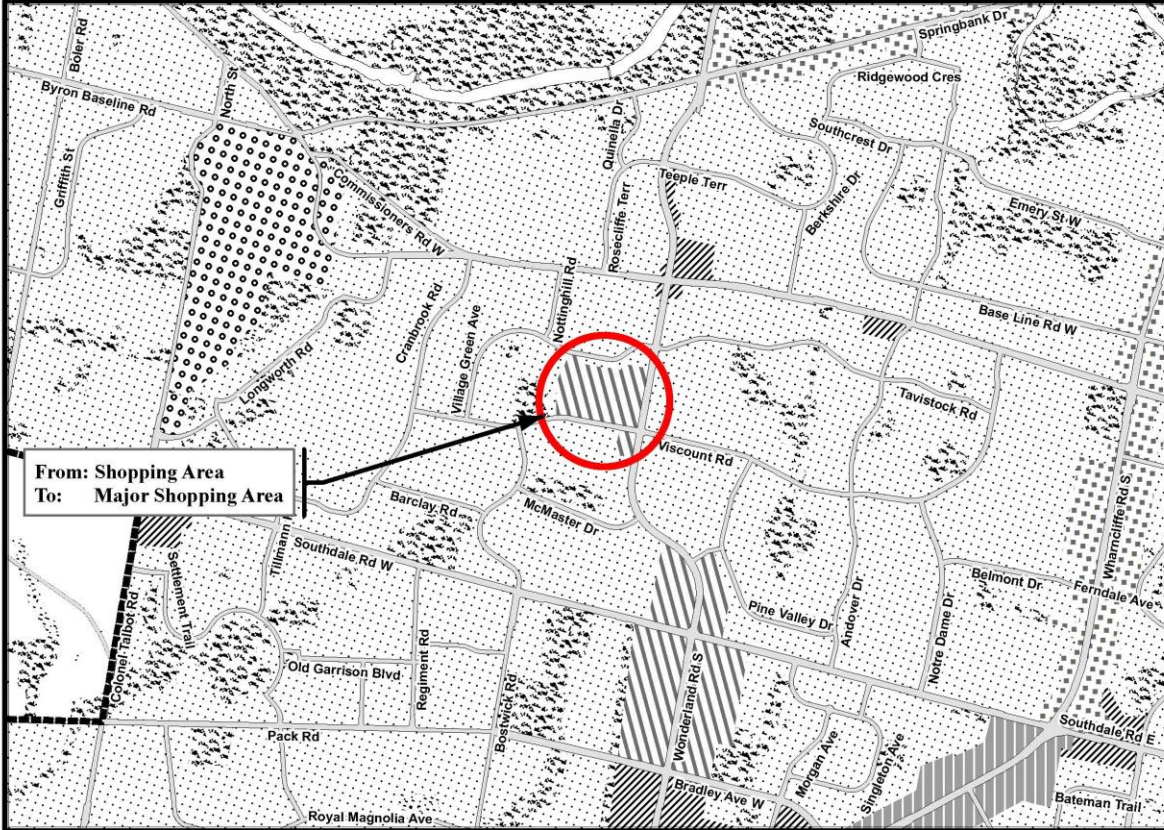 Springbank Dr
Boler Rd
Ridgewood Cres
North St
Byron Baseline Rd
Quinella Dr
Southcrest Dr
Griffith St
Commissioners Rd W
Teeple Terr
Berkshire Dr
Emery St W
Rosecliffe Terr
Nottinghill Rd
Cranbrook Rd
Base Line Rd W
Village Green Ave
Longworth Rd
Tavistock Rd
Viscount Rd
From: Shopping Area
To: Major Shopping Area
Barclay Rd
McMaster Dr
Wharncliffe Rd S
Tillmann
Southdale Rd W
Settlement Trail
Belmont Dr
Ferndale Ave
Pine Valley Dr
Andover Dr
Notre Dame Dr
Colonel Talbot Rd
Old Garrison Blvd
Regiment Rd
Bostwick Rd
Wonderland Rd S
Southdale Rd E
Pack Rd
Morgan Ave
Singleton Ave
Bradley Ave W
Bateman Trail
Royal Magnolia Ave